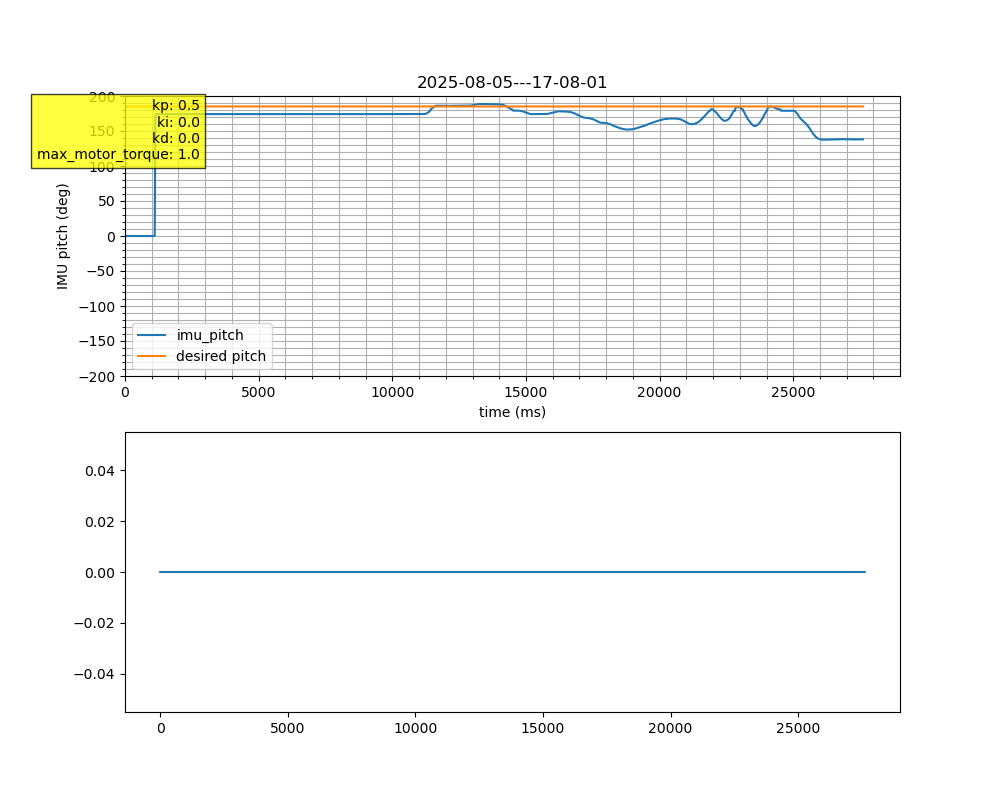 2025-08-05---17-08-01
200
150
100
50
0
−50
−100
−150
−200
IMU pitch (deg)
kp: 0.5
ki: 0.0
kd: 0.0
max_motor_torque: 1.0
imu_pitch
desired pitch
0 5000 10000 15000 20000 25000
time (ms)
0.04
0.02
0.00
−0.02
−0.04
0 5000 10000 15000 20000 25000